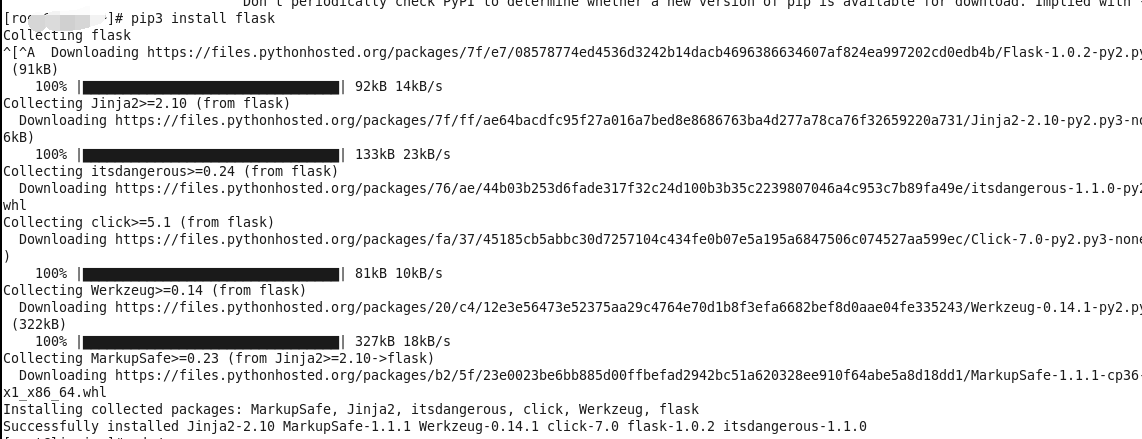 Don't periodically check PyPI to determine whether a new version of pip is available for download. Implied with
]# pip3 install flask
Collecting flask
^[^A  Downloading https://files.pythonhosted.org/packages/7f/e7/08578774ed4536d3242b14dacb4696386634607af824ea997202cd0edb4b/Flask-1.0.2-py2.py
(91kB)
100% || 92kB 14kB/s
Collecting Jinja2>=2.10 (from flask)
Downloading https://files.pythonhosted.org/packages/7f/ff/ae64bacdfc95f27a016a7bed8e8686763ba4d277a78ca76f32659220a731/Jinja2-2.10-py2.py3-no
6kB)
100% || 133kB 23kB/s
Collecting itsdangerous>=0.24 (from flask)
Downloading https://files.pythonhosted.org/packages/76/ae/44b03b253d6fade317f32c24d100b3b35c2239807046a4c953c7b89fa49e/itsdangerous-1.1.0-py2
whl
Collecting click>=5.1 (from flask)
Downloading https://files.pythonhosted.org/packages/fa/37/45185cb5abbc30d7257104c434fe0b07e5a195a6847506c074527aa599ec/Click-7.0-py2.py3-none
)
100% || 81kB 10kB/s
Collecting Werkzeug>=0.14 (from flask)
Downloading https://files.pythonhosted.org/packages/20/c4/12e3e56473e52375aa29c4764e70d1b8f3efa6682bef8d0aae04fe335243/Werkzeug-0.14.1-py2.py
(322kB)
100% || 327kB 18kB/s
Collecting MarkupSafe>=0.23 (from Jinja2>=2.10->flask)
Downloading https://files.pythonhosted.org/packages/b2/5f/23e0023be6bb885d00ffbefad2942bc51a620328ee910f64abe5a8d18dd1/MarkupSafe-1.1.1-cp36-
x1_x86_64.whl
Installing collected packages: MarkupSafe, Jinja2, itsdangerous, click, Werkzeug, flask
Successfully installed Jinja2-2.10 MarkupSafe-1.1.1 Werkzeug-0.14.1 click-7.0 flask-1.0.2 itsdangerous-1.1.0